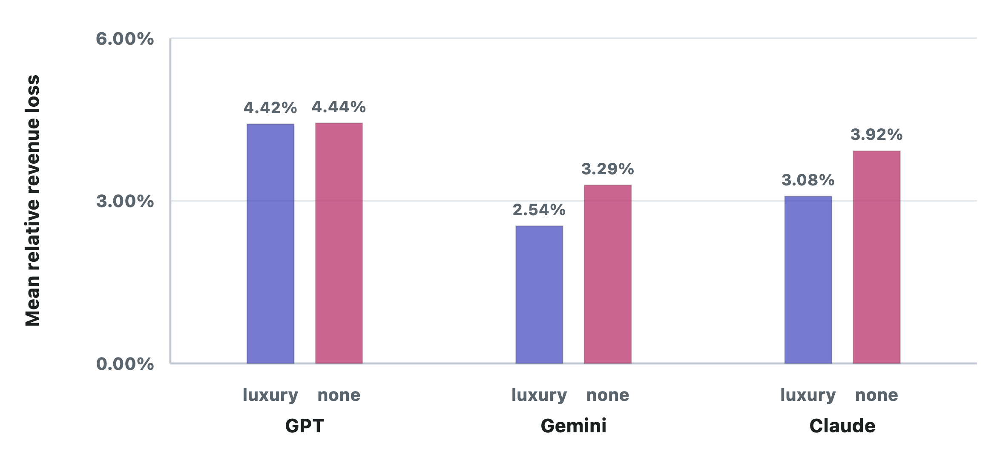 Mean relative revenue loss
6.00%
3.00%
0.00%
4.42% 4.44%
2.54% 3.29%
3.08% 3.92%
luxury none luxury none luxury none
GPT Gemini Claude